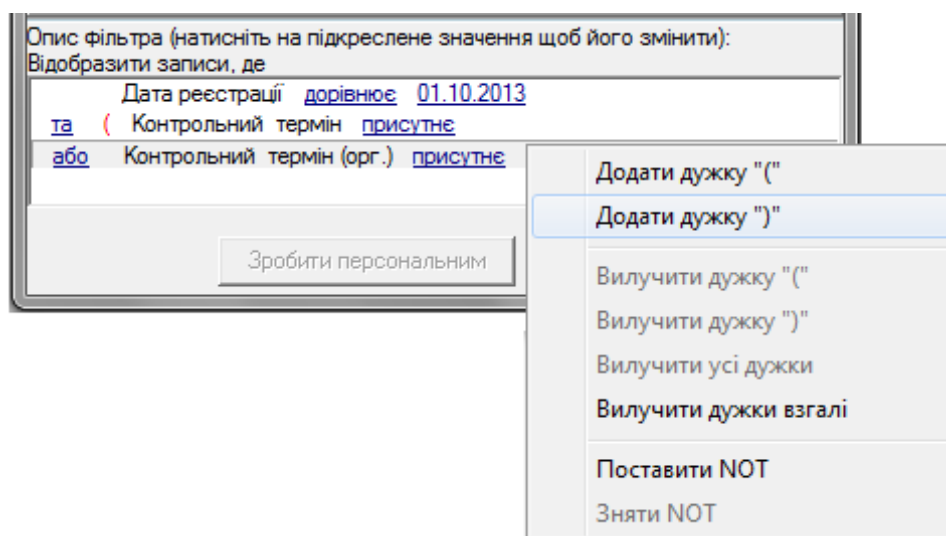 Опис фільтра (натисніть на підкреслене значення щоб його змінити):
Відобразити записи, де
Дата реєстрації дорівнює 01.10.2013
та ( Контрольний термін присутнє
або Контрольний термін (орг.) присутнє
Зробити персональним
Додати дужку "("
Додати дужку ")"
Вилучити дужку "("
Вилучити дужку ")"
Вилучити усі дужки
Вилучити дужки взгалі
Поставити NOT
Зняти NOT